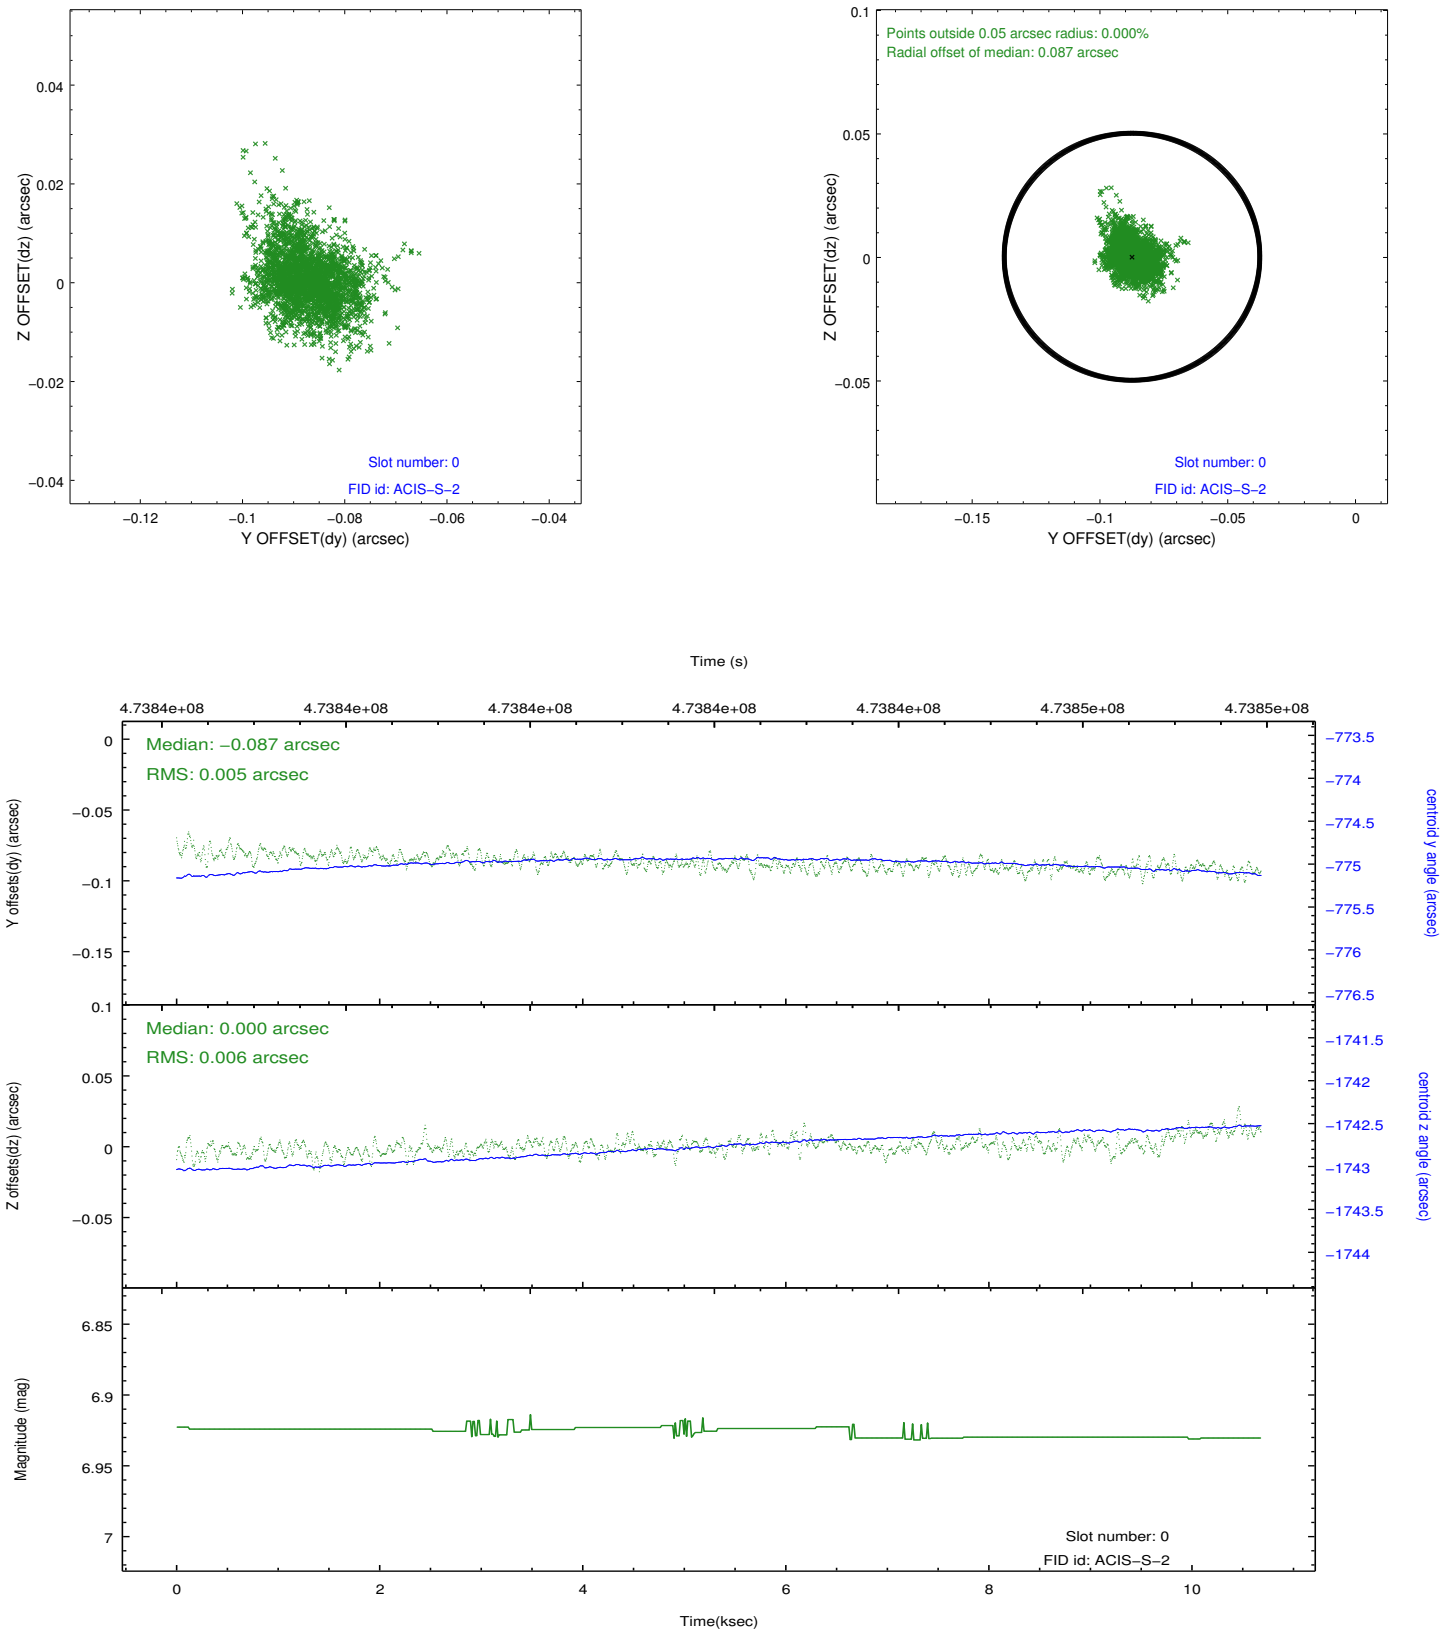 0.04
0.02
0
−0.02
−0.04
Z OFFSET(dz) (arcsec)
Slot number: 0
FID id: ACIS−S−2
−0.12
−0.1
−0.08
−0.06
−0.04
Y OFFSET(dy) (arcsec)
0.1
0.05
0
−0.05
Z OFFSET(dz) (arcsec)
Points outside 0.05 arcsec radius: 0.000%
Radial offset of median: 0.087 arcsec
Slot number: 0
FID id: ACIS−S−2
−0.15
−0.1
−0.05
0
Y OFFSET(dy) (arcsec)
Time (s)
4.7384e+08
4.7384e+08
4.7384e+08
4.7384e+08
4.7384e+08
4.7385e+08
4.7385e+08
0
−0.05
−0.1
−0.15
Y offsets(dy) (arcsec)
Median: −0.087 arcsec
RMS: 0.005 arcsec
−773.5
−774
−774.5
−775
−775.5
−776
−776.5
centroid y angle (arcsec)
0.1
0.05
0
−0.05
Z offsets(dz) (arcsec)
Median: 0.000 arcsec
RMS: 0.006 arcsec
−1741.5
−1742
−1742.5
−1743
−1743.5
−1744
centroid z angle (arcsec)
6.85
6.9
6.95
7
Magnitude (mag)
Slot number: 0
FID id: ACIS−S−2
0
2
4
6
8
10
Time(ksec)